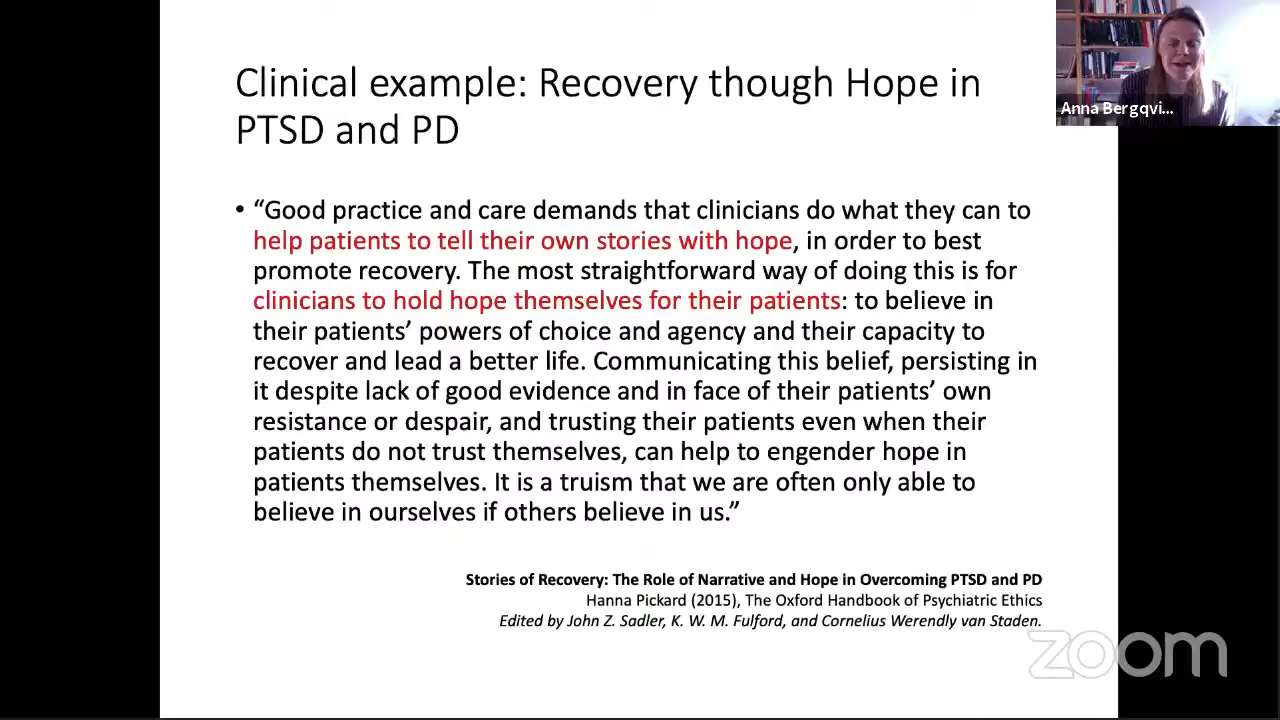 Clinical example: Recovery though Hope in
PTSD and PD
• “Good practice and care demands that clinicians do what they can to
help patients to tell their own stories with hope, in order to best
promote recovery. The most straightforward way of doing this is for
clinicians to hold hope themselves for their patients: to believe in
their patients’ powers of choice and agency and their capacity to
recover and lead a better life. Communicating this belief, persisting in
it despite lack of good evidence and in face of their patients’ own
resistance or despair, and trusting their patients even when their
patients do not trust themselves, can help to engender hope in
patients themselves. It is a truism that we are often only able to
believe in ourselves if others believe in us.”
Stories of Recovery: The Role of Narrative and Hope in Overcoming PTSD and PD
Hanna Pickard (2015), The Oxford Handbook of Psychiatric Ethics
Edited by John Z. Sadler, K. W. M. Fulford, and Cornelius Werendly van Staden.
Anna Bergqvi...
zoom